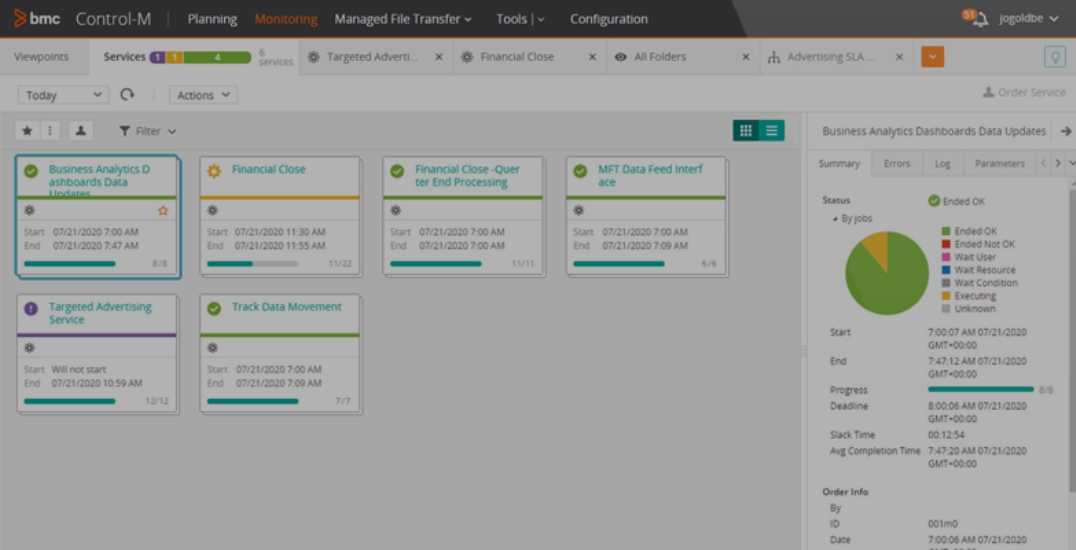 bmc Control-M Planning Monitoring Managed File Transfer Tools Configuration 51 jogoldbe
Viewpoints Services 1 1 4 6 services Targeted Adverti... × Financial Close × All Folders × Advertising SLA ... ×
Today Actions Order Service
Filter
Business Analytics Dashboards Data Updates
Summary Errors Log Parameters
Business Analytics D
ashboards Data
Updates
Start 07/21/2020 7:00 AM
End 07/21/2020 7:47 AM
8/8
Financial Close
Start 07/21/2020 11:30 AM
End 07/21/2020 11:55 AM
11/22
Financial Close -Quer
ter End Processing
Start 07/21/2020 7:00 AM
End 07/21/2020 7:00 AM
11/11
MFT Data Feed Interf
ace
Start 07/21/2020 7:00 AM
End 07/21/2020 7:09 AM
6/6
Targeted Advertising
Service
Start Will not start
End 07/21/2020 10:59 AM
12/12
Track Data Movement
Start 07/21/2020 7:00 AM
End 07/21/2020 7:09 AM
7/7
Status Ended OK
By jobs
Ended OK
Ended Not OK
Wait User
Wait Resource
Wait Condition
Executing
Unknown
Start 7:00:07 AM 07/21/2020
GMT+00:00
End 7:47:12 AM 07/21/2020
GMT+00:00
Progress 8/8
Deadline 8:00:06 AM 07/21/2020
GMT+00:00
Slack Time 00:12:54
Avg Completion Time 7:47:20 AM 07/21/2020
GMT+00:00
Order Info
By
ID 001m0
Date 7:00:06 AM 07/21/2020